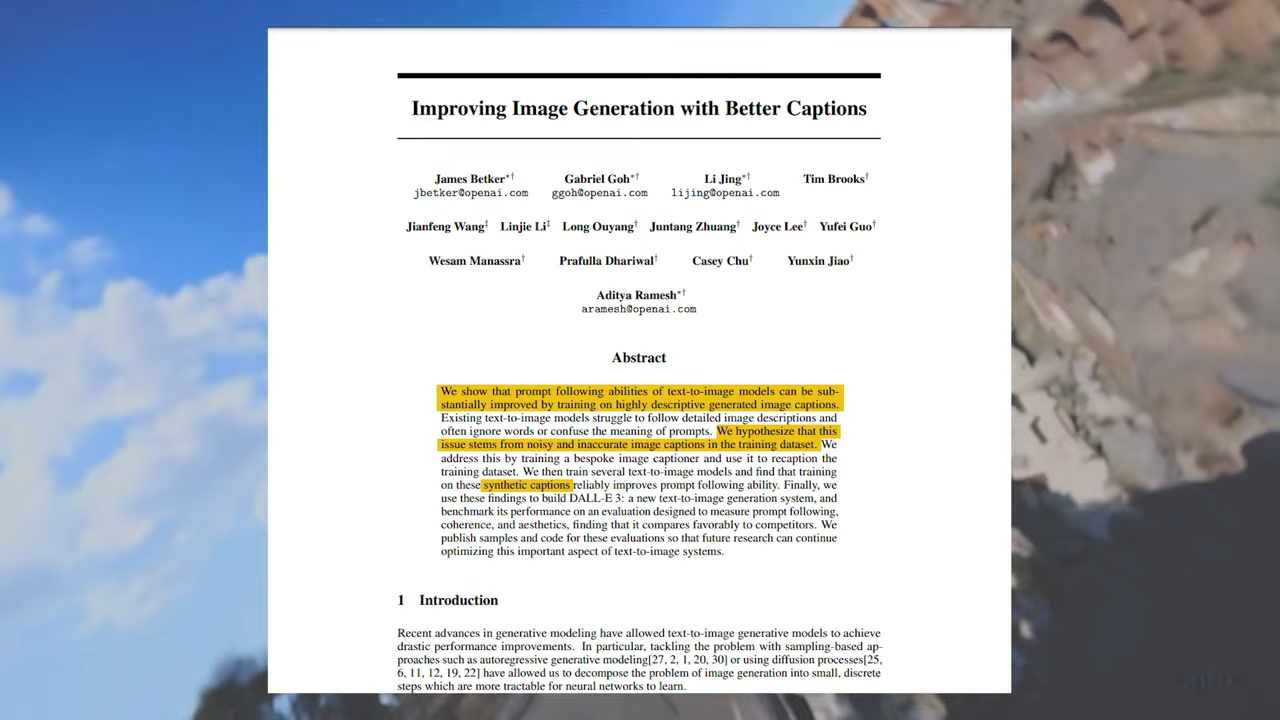 Improving Image Generation with Better Captions
James Betker*† Gabriel Goh*† Li Jing*† Tim Brooks†
jbetker@openai.com ggoh@openai.com lijing@openai.com
Jianfeng Wang† Linjie Li‡ Long Ouyang† Juntang Zhuang† Joyce Lee† Yufei Guo†
Wesam Manassra† Prafulla Dhariwal† Casey Chu† Yunxin Jiao†
Aditya Ramesh*†
aramesh@openai.com
Abstract
We show that prompt following abilities of text-to-image models can be sub-
stantially improved by training on highly descriptive generated image captions.
Existing text-to-image models struggle to follow detailed image descriptions and
often ignore words or confuse the meaning of prompts. We hypothesize that this
issue stems from noisy and inaccurate image captions in the training dataset. We
address this by training a bespoke image captioner and use it to recaption the
training dataset. We then train several text-to-image models and find that training
on these synthetic captions reliably improves prompt following ability. Finally, we
use these findings to build DALL-E 3: a new text-to-image generation system, and
benchmark its performance on an evaluation designed to measure prompt following,
coherence, and aesthetics, finding that it compares favorably to competitors. We
publish samples and code for these evaluations so that future research can continue
optimizing this important aspect of text-to-image systems.
1 Introduction
Recent advances in generative modeling have allowed text-to-image generative models to achieve
drastic performance improvements. In particular, tackling the problem with sampling-based ap-
proaches such as autoregressive generative modeling[27, 2, 1, 20, 30] or using diffusion processes[25,
6, 11, 12, 19, 22] have allowed us to decompose the problem of image generation into small, discrete
steps which are more tractable for neural networks to learn.